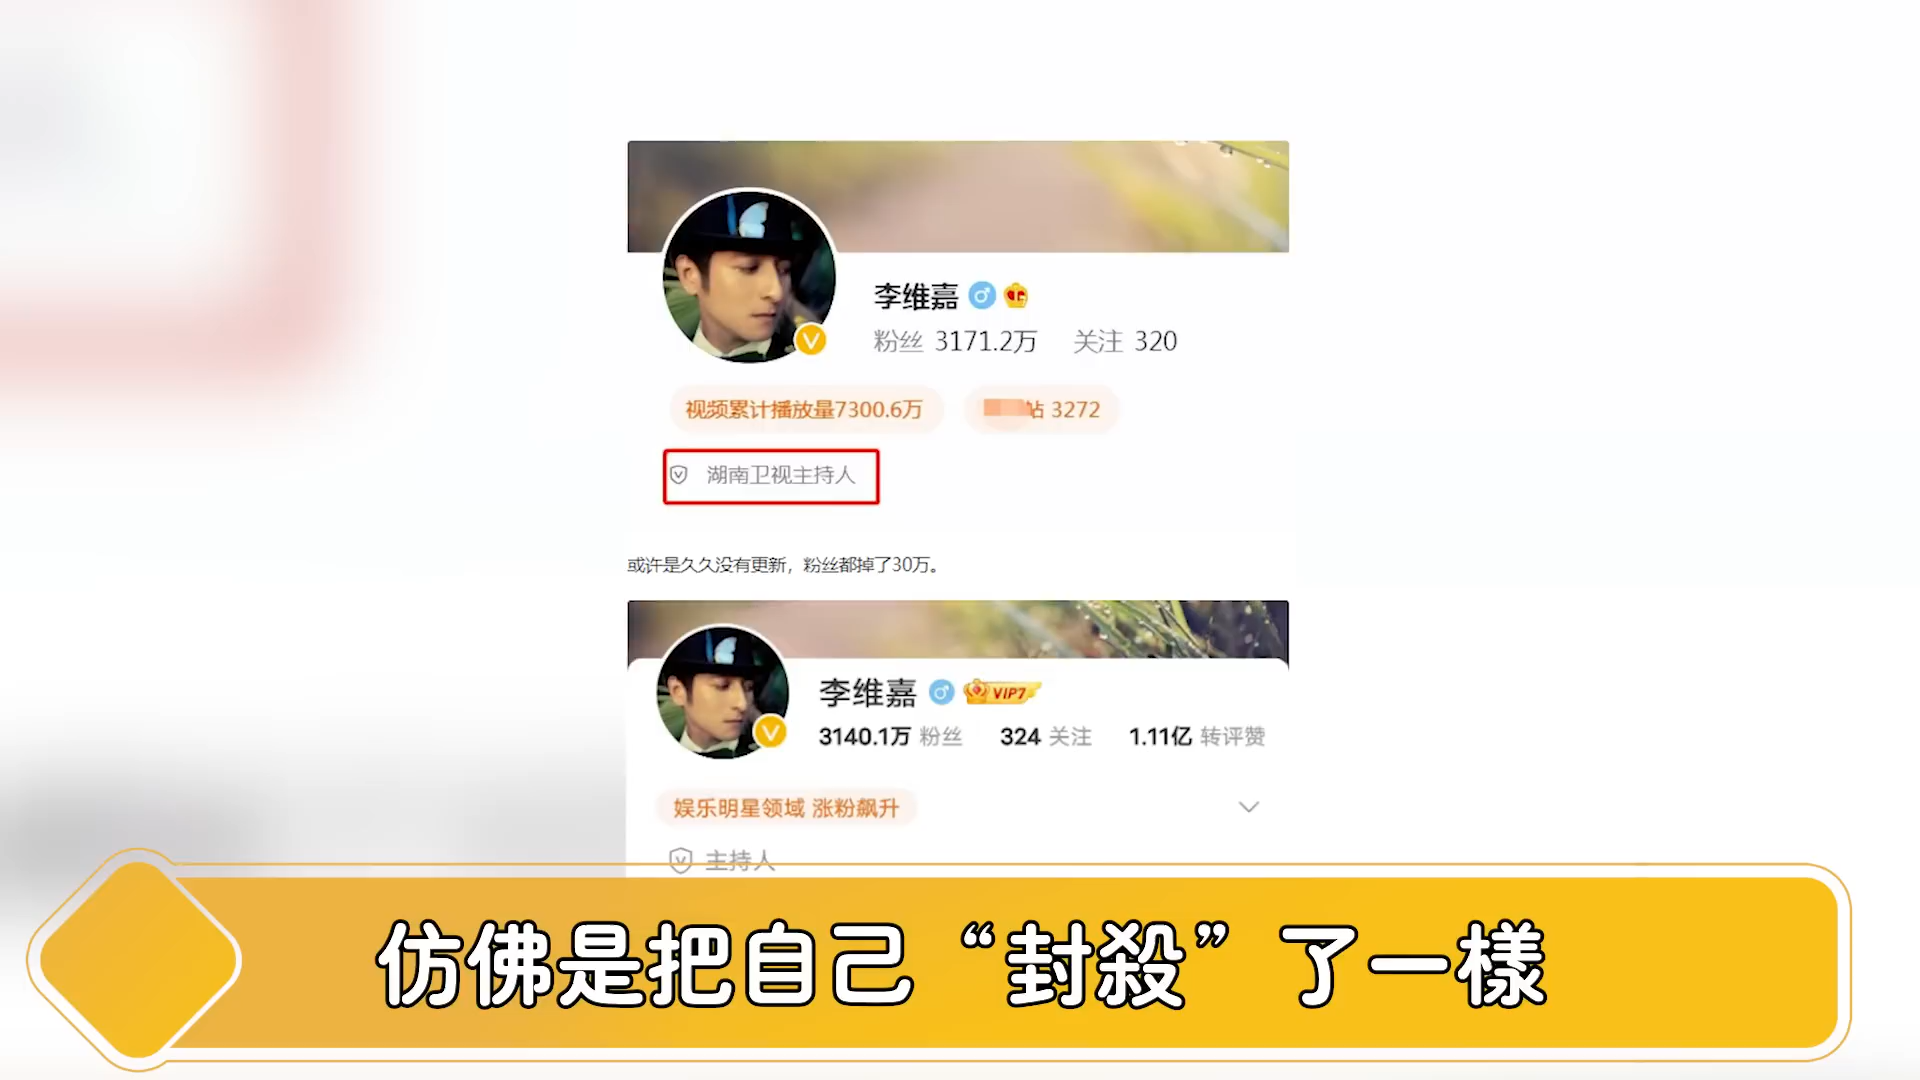 李维嘉
粉丝 3171.2万 关注 320
视频累计播放量7300.6万 站 3272
湖南卫视主持人
或许是久久没有更新，粉丝都掉了30万。
李维嘉 VIP7
3140.1万 粉丝 324 关注 1.11亿 转评赞
娱乐明星领域 涨粉飙升
主持人
仿佛是把自己“封殺”了一樣